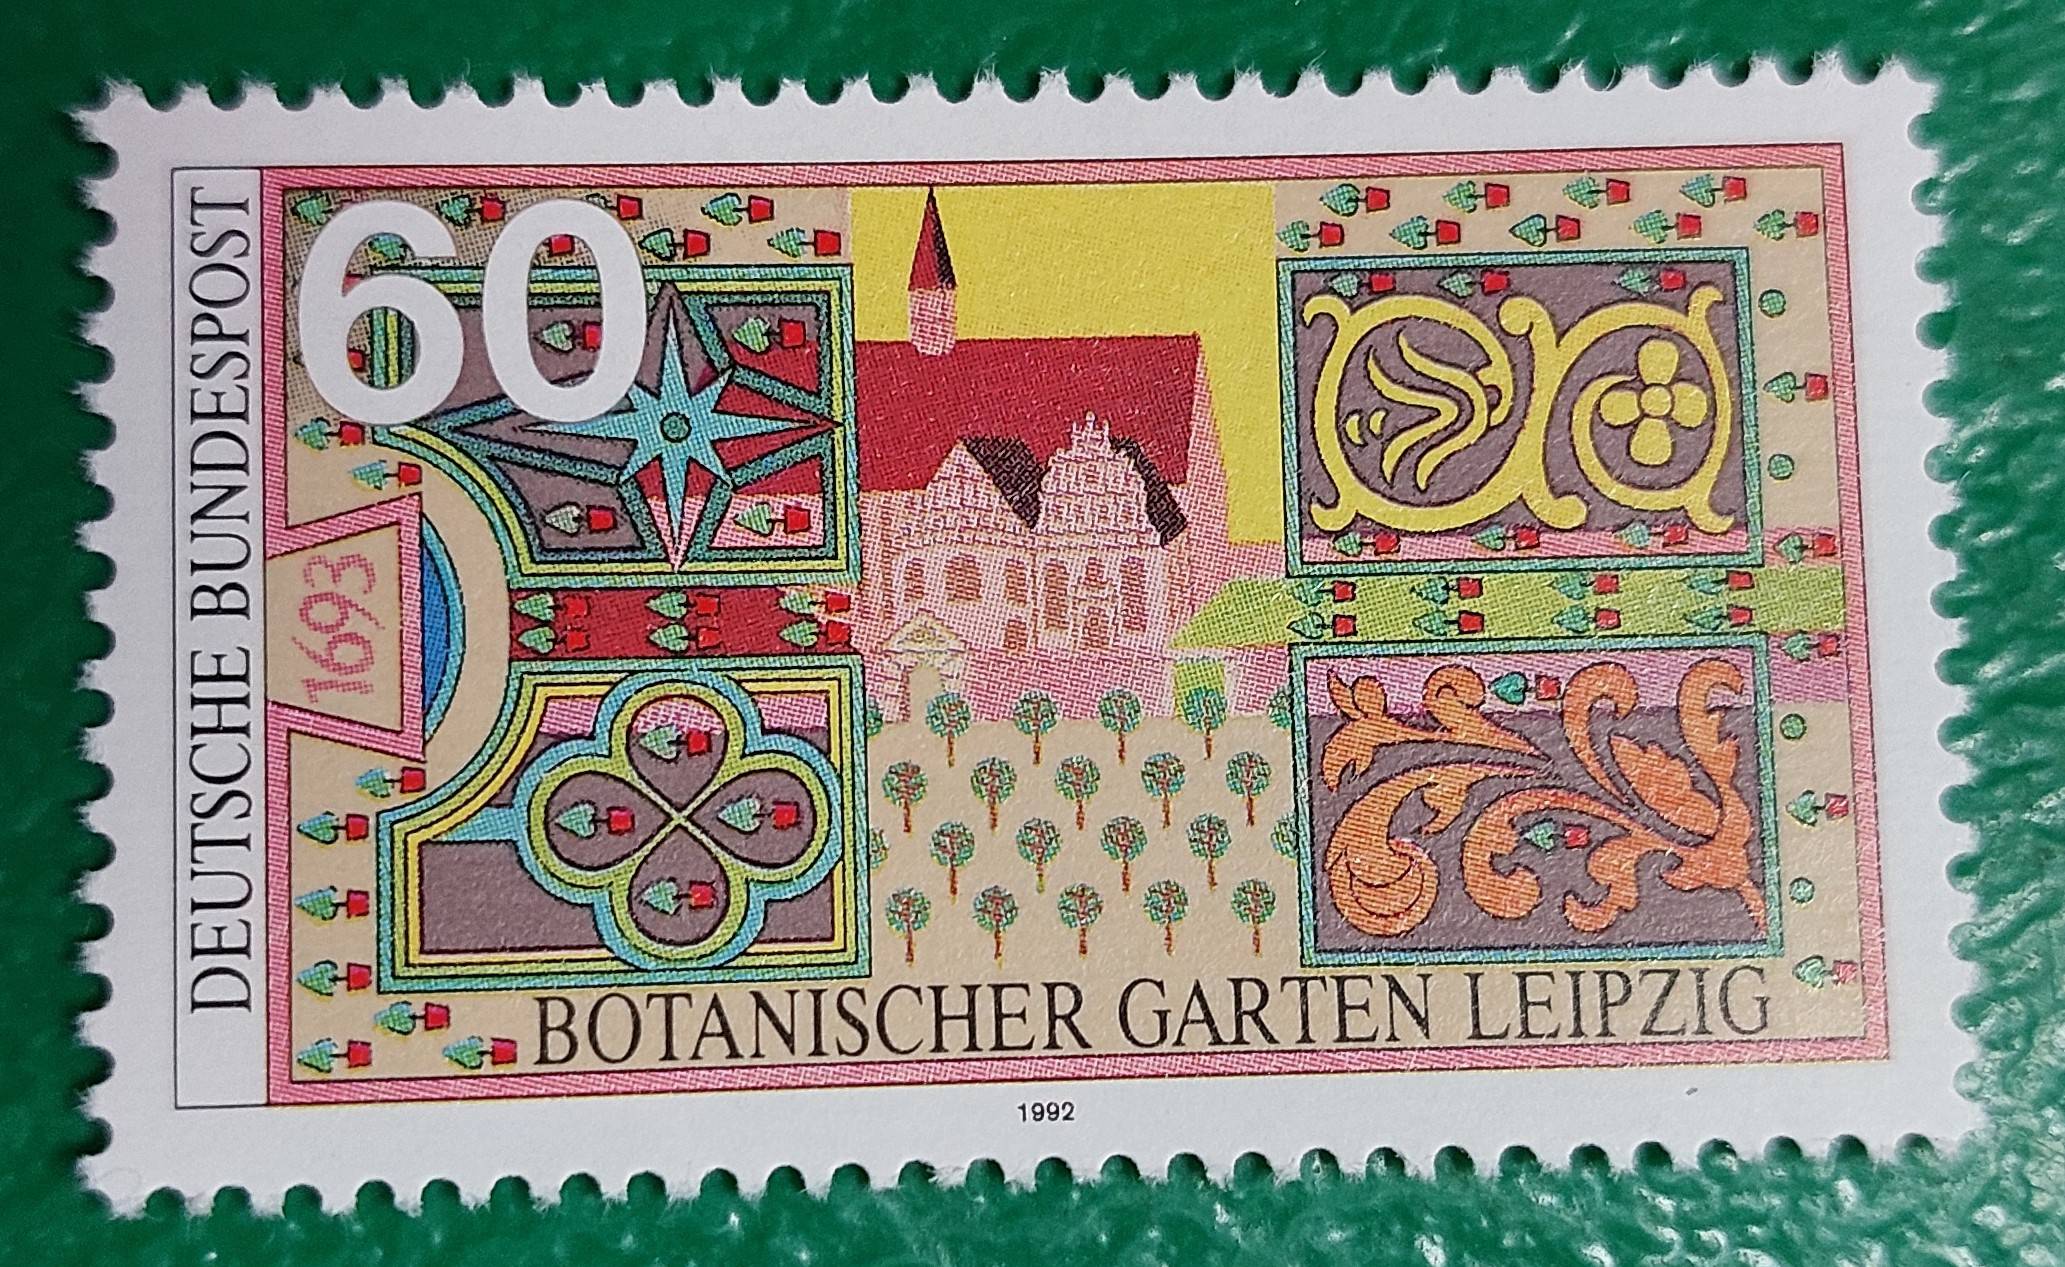 DEUTSCHE BUNDESPOST
60
1693
BOTANISCHER GARTEN LEIPZIG
1992